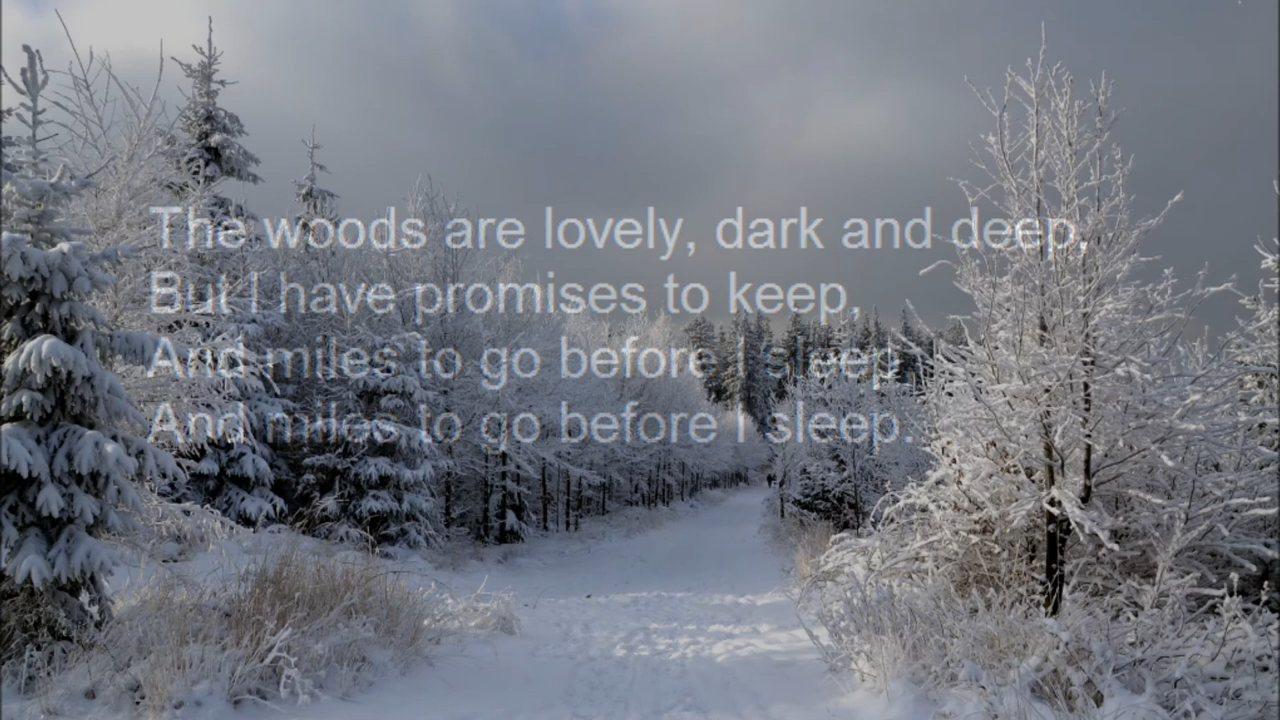 The woods are lovely, dark and deep,
But I have promises to keep,
And miles to go before I sleep,
And miles to go before I sleep.